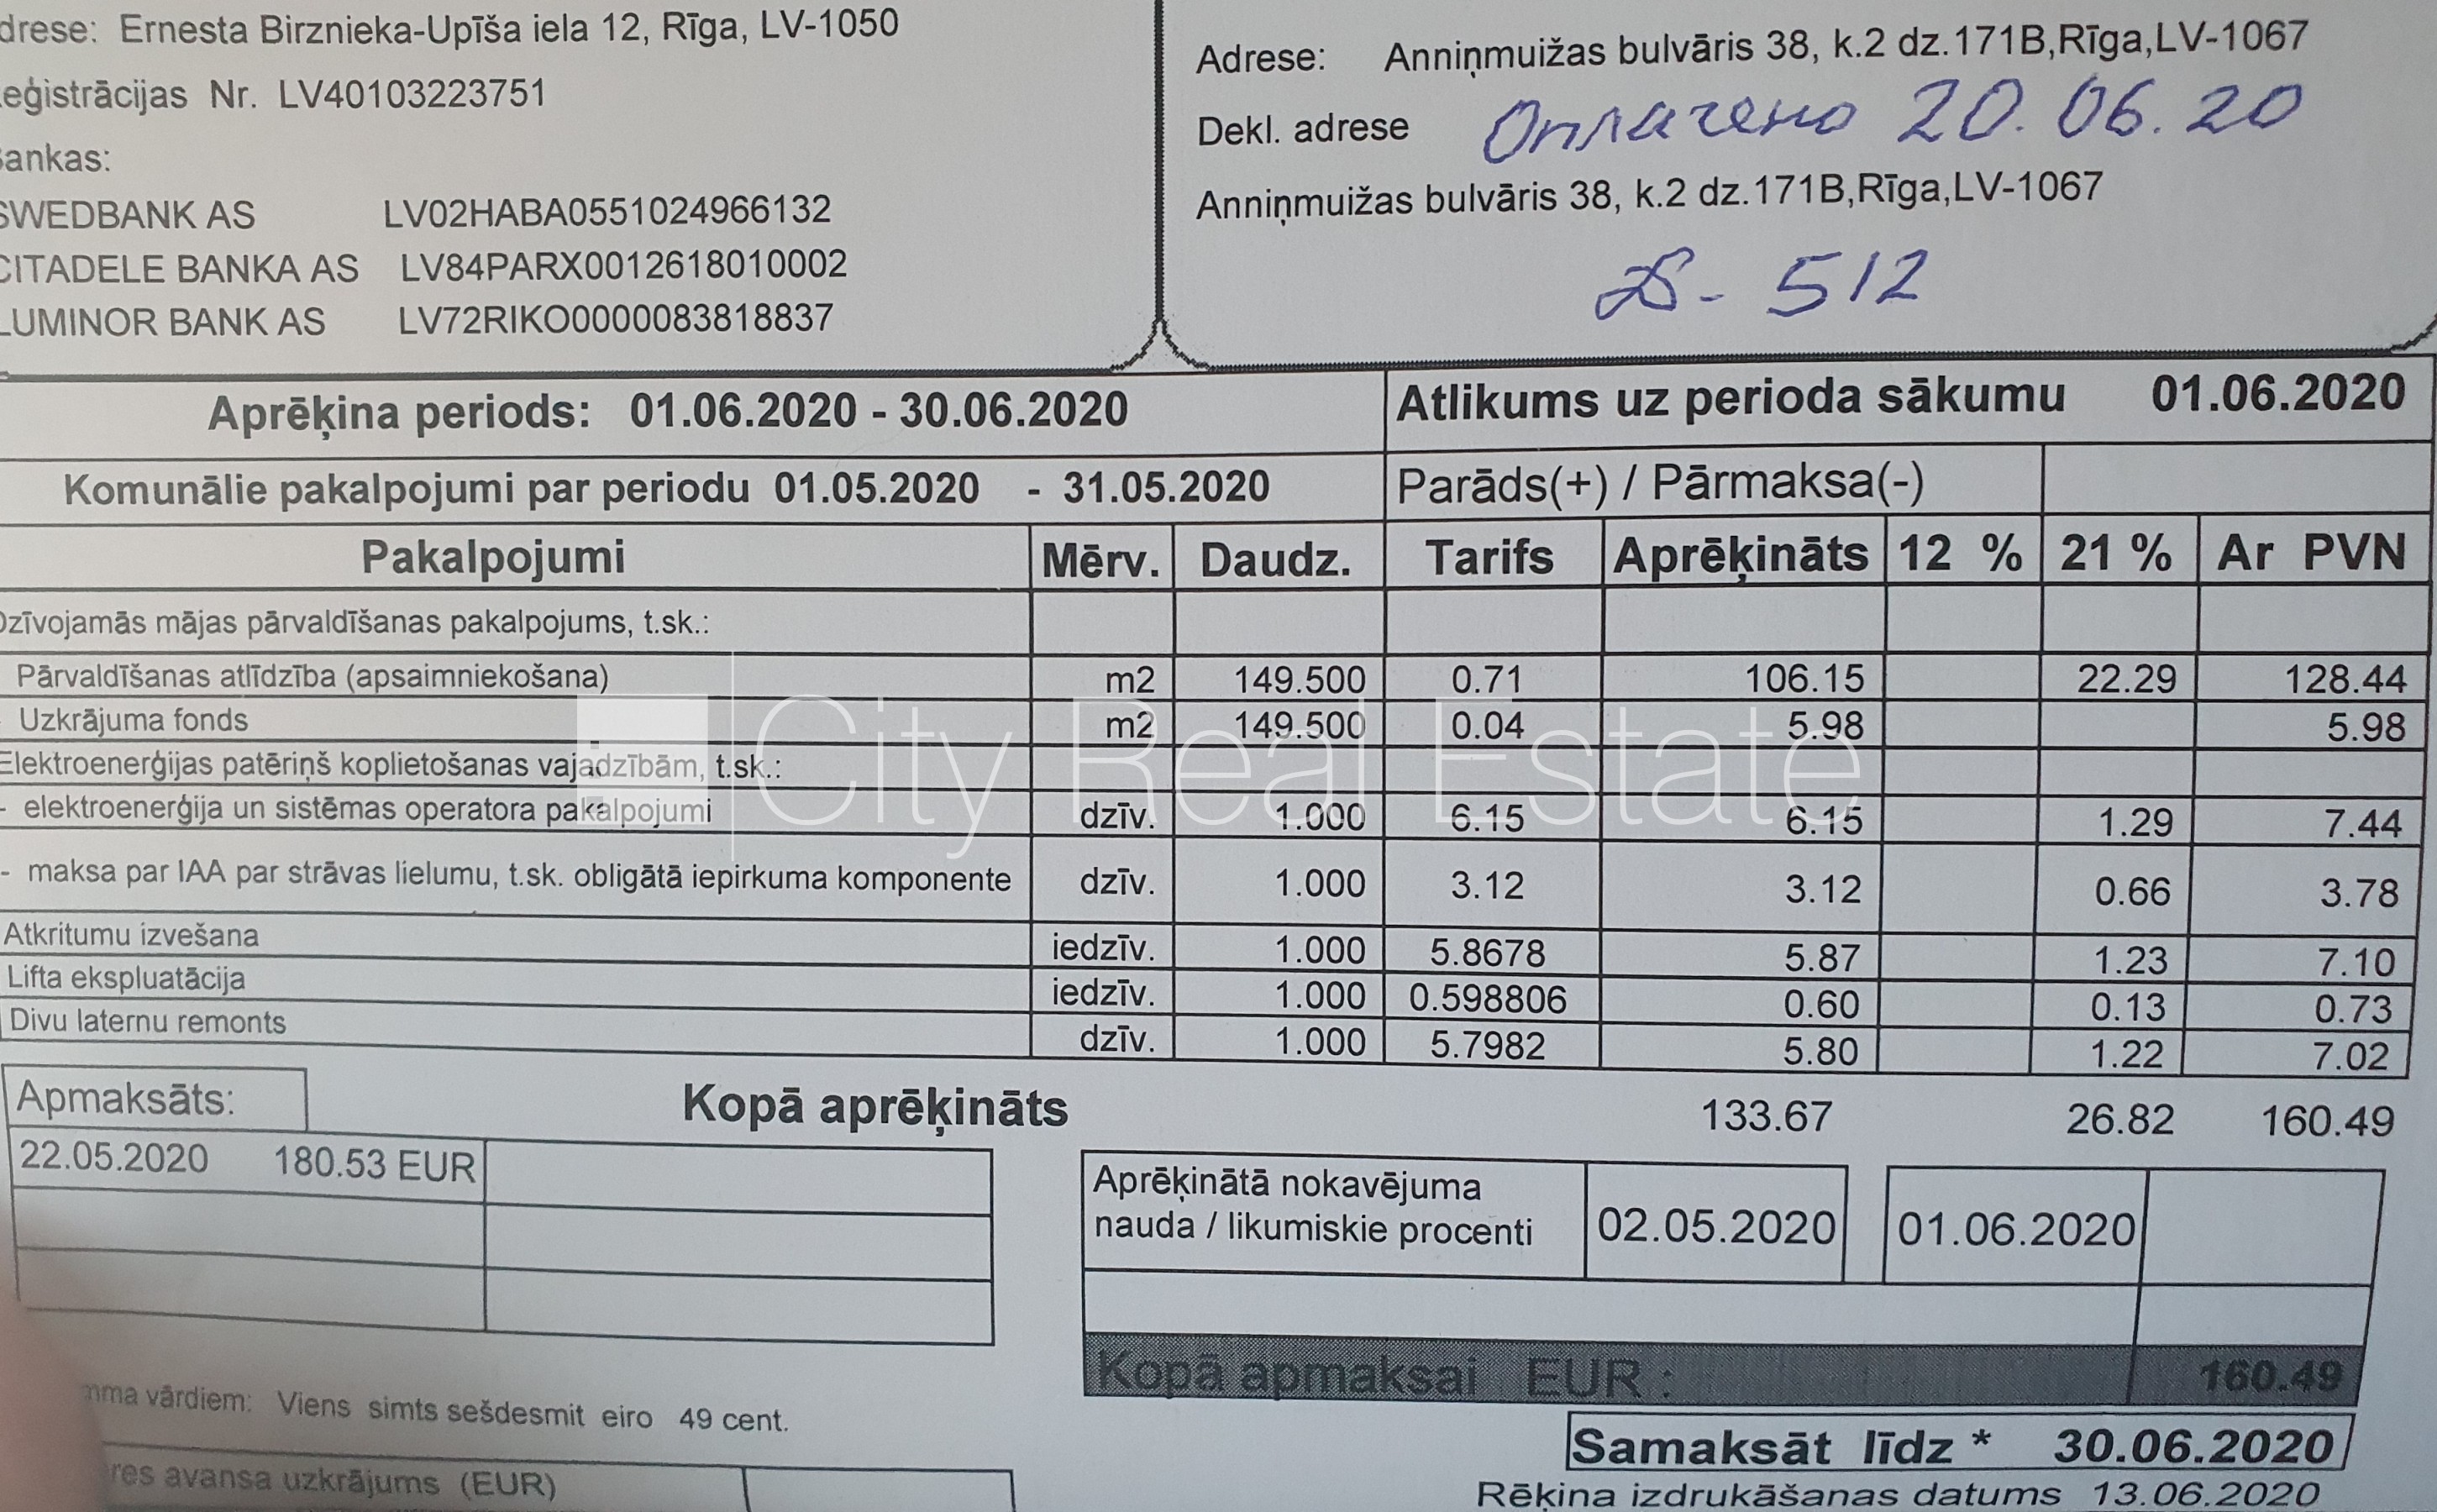 drese: Ernesta Birznieka-Upīša iela 12, Rīga, LV-1050
eģistrācijas Nr. LV40103223751
ankas:
SWEDBANK AS LV02HABA0551024966132
CITADELE BANKA AS LV84PARX0012618010002
LUMINOR BANK AS LV72RIKO0000083818837
Adrese: Anniņmuižas bulvāris 38, k.2 dz.171B,Rīga,LV-1067
Dekl. adrese Оплачено 20.06.20
Anniņmuižas bulvāris 38, k.2 dz.171B,Rīga,LV-1067
- 512
Aprēķina periods: 01.06.2020 - 30.06.2020 Atlikums uz perioda sākumu 01.06.2020
Komunālie pakalpojumi par periodu 01.05.2020 - 31.05.2020 Parāds(+) / Pārmaksa(-)
Pakalpojumi Mērv. Daudz. Tarifs Aprēķināts 12 % 21 % Ar PVN
Dzīvojamās mājas pārvaldīšanas pakalpojums, t.sk.:
Pārvaldīšanas atlīdzība (apsaimniekošana) m2 149.500 0.71 106.15 22.29 128.44
Uzkrājuma fonds m2 149.500 0.04 5.98 5.98
Elektroenerģijas patēriņš koplietošanas vajadzībām, t.sk.:
- elektroenerģija un sistēmas operatora pakalpojumi dzīv. 1.000 6.15 6.15 1.29 7.44
- maksa par IAA par strāvas lielumu, t.sk. obligātā iepirkuma komponente dzīv. 1.000 3.12 3.12 0.66 3.78
Atkritumu izvešana iedzīv. 1.000 5.8678 5.87 1.23 7.10
Lifta ekspluatācija iedzīv. 1.000 0.598806 0.60 0.13 0.73
Divu laternu remonts dzīv. 1.000 5.7982 5.80 1.22 7.02
City Real Estate
Kopā aprēķināts 133.67 26.82 160.49
Apmaksāts:
22.05.2020 180.53 EUR
Aprēķinātā nokavējuma
nauda / likumiskie procenti 02.05.2020 01.06.2020
Kopā apmaksai EUR : 160.49
mma vārdiem: Viens simts sešdesmit eiro 49 cent.
Samaksāt līdz * 30.06.2020
res avansa uzkrājums (EUR)
Rēķina izdrukāšanas datums 13.06.2020